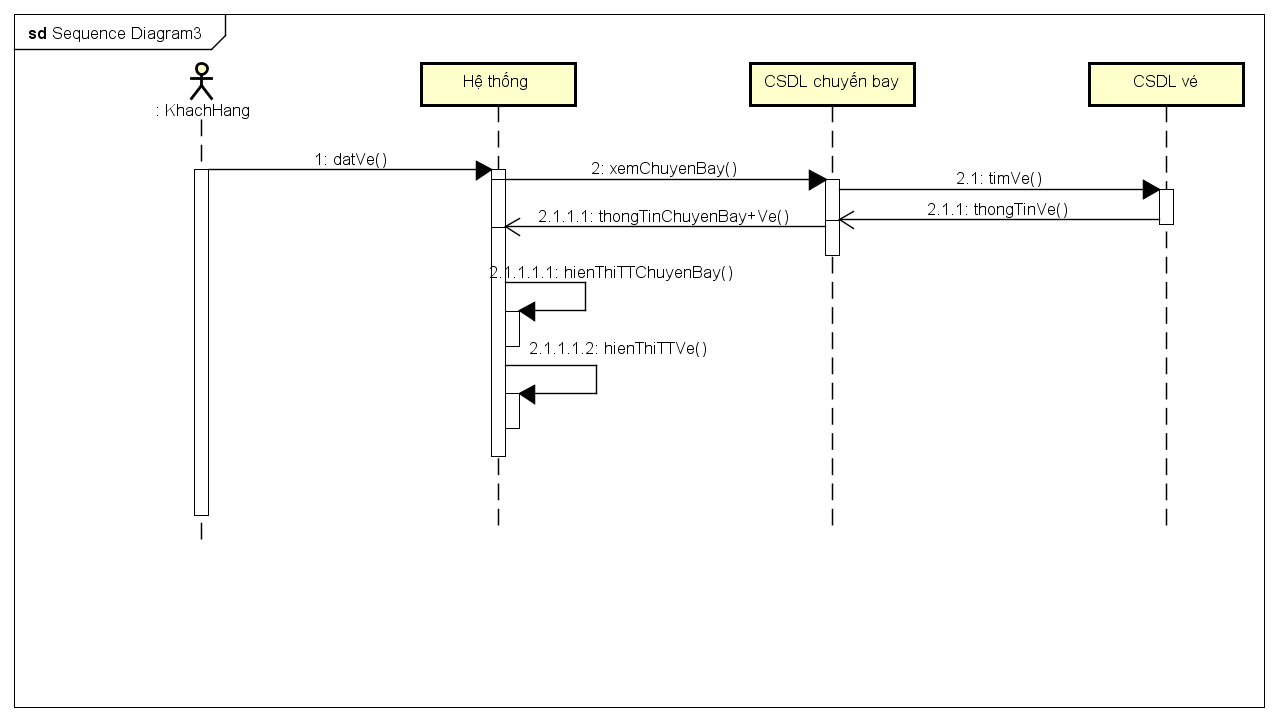 sd Sequence Diagram3
: KhachHang
Hệ thống
CSDL chuyến bay
CSDL vé
1: datVe()
2: xemChuyenBay()
2.1: timVe()
2.1.1: thongTinVe()
2.1.1.1: thongTinChuyenBay+Ve()
2.1.1.1.1: hienThiTTChuyenBay()
2.1.1.1.2: hienThiTTVe()